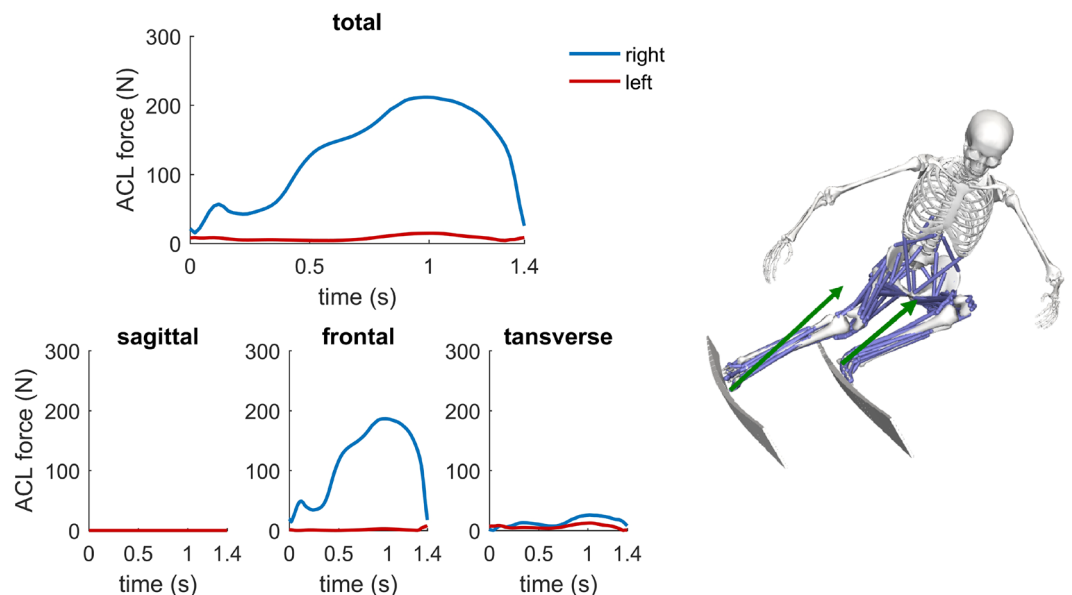 total
300
200
100
0
ACL force (N)
0 0.5 1 1.4
time (s)
right
left
sagittal
300
200
100
0
ACL force (N)
0 0.5 1 1.4
time (s)
frontal
300
200
100
0
0 0.5 1 1.4
time (s)
tansverse
300
200
100
0
0 0.5 1 1.4
time (s)